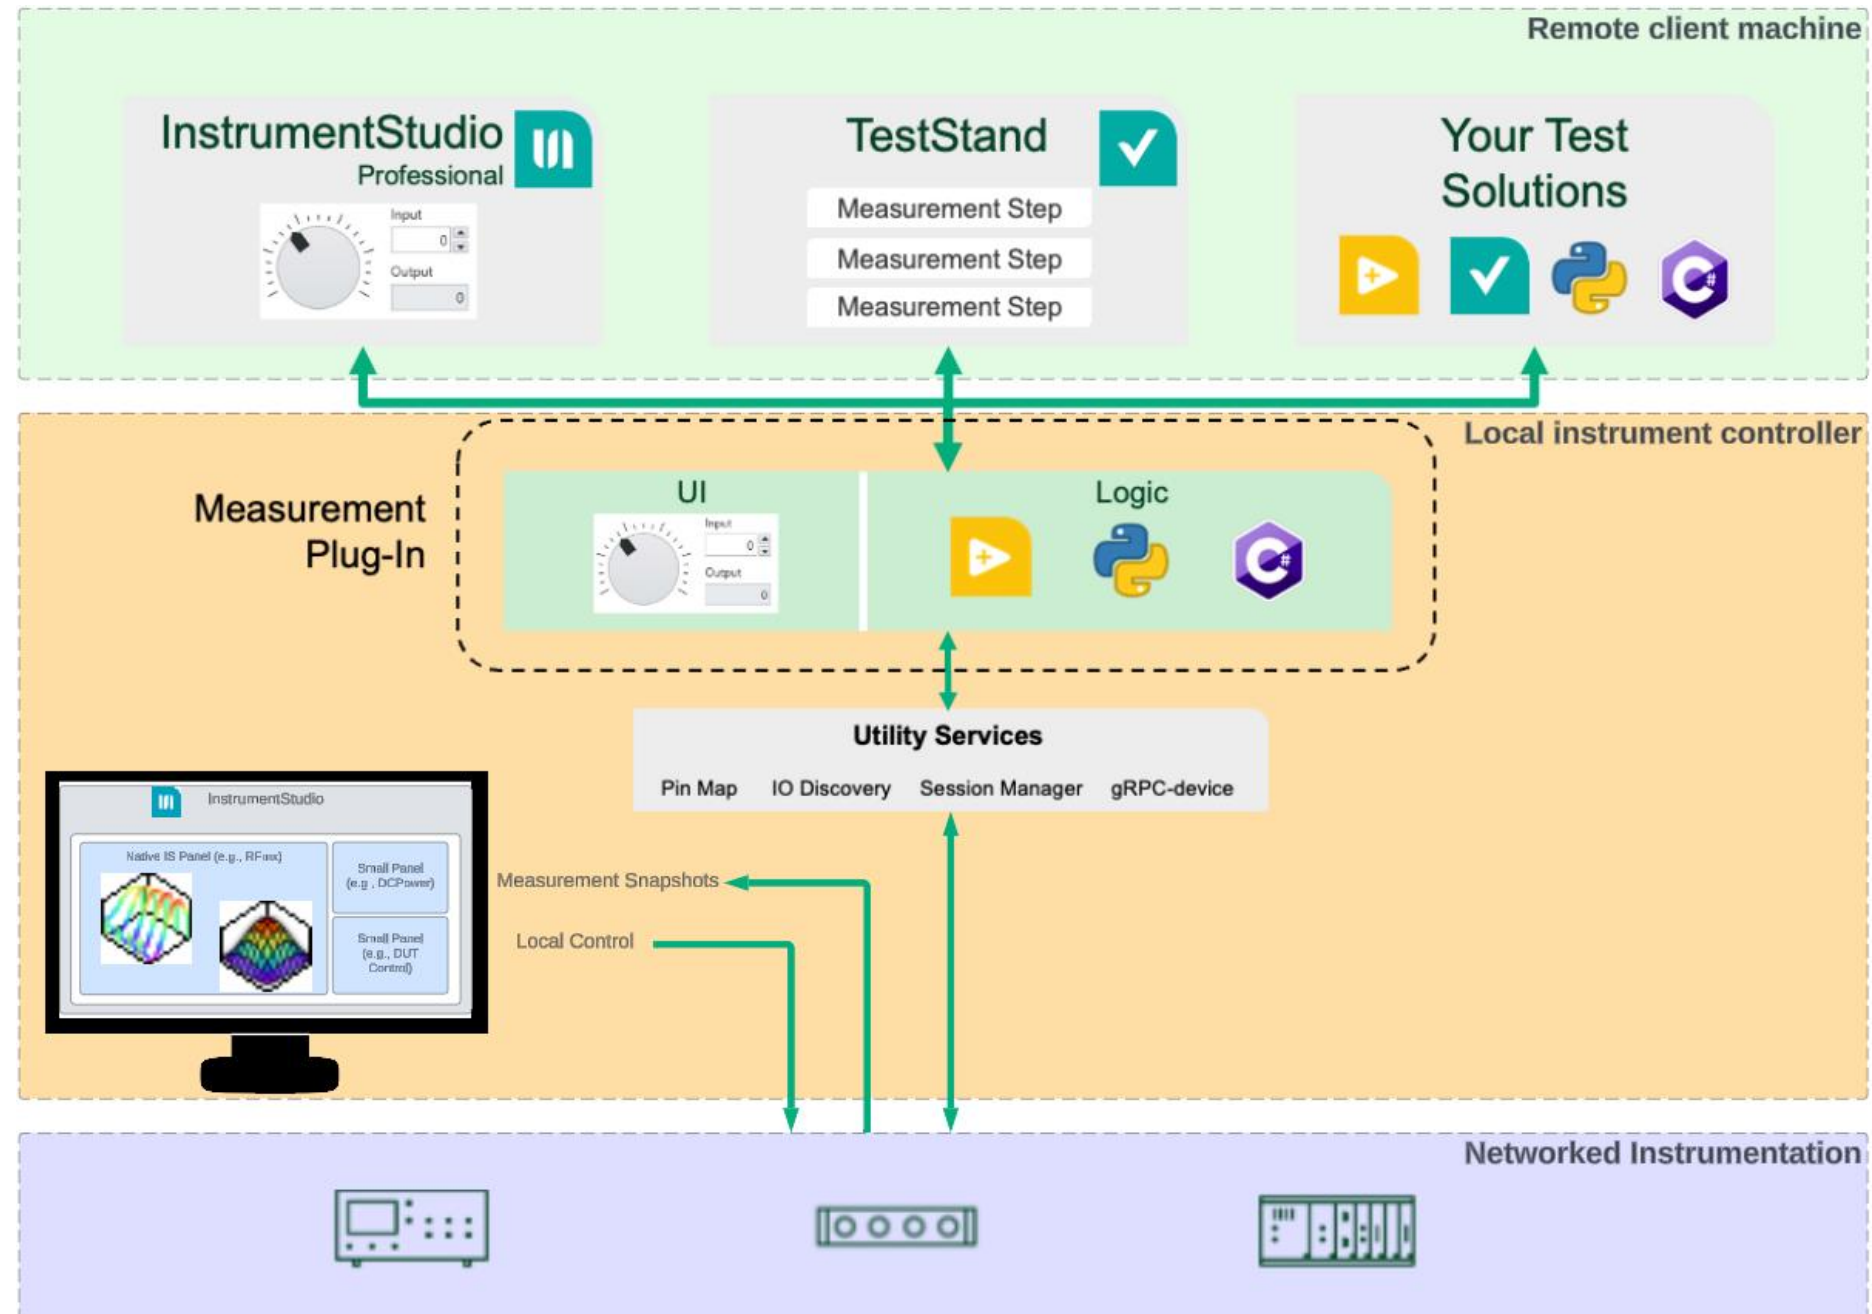 Remote client machine
InstrumentStudio
Professional
Input
0
Output
0
TestStand
Measurement Step
Measurement Step
Measurement Step
Your Test
Solutions
C#
Local instrument controller
Measurement
Plug-In
UI
Input
0
Output
0
Logic
C#
Utility Services
Pin Map IO Discovery Session Manager gRPC-device
InstrumentStudio
Native IS Panel (e.g., RFmx)
Small Panel
(e.g., DCPower)
Small Panel
(e.g., DUT
Control)
Measurement Snapshots
Local Control
Networked Instrumentation